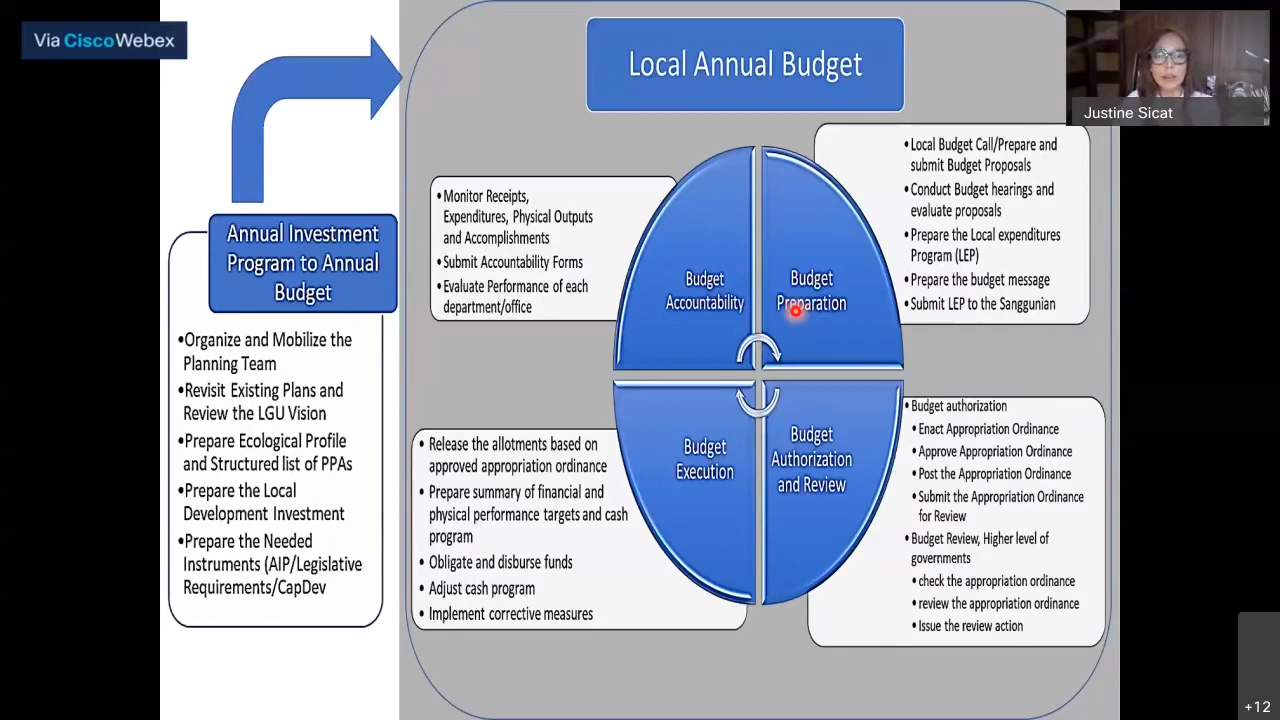 Via CiscoWebex
Local Annual Budget
Justine Sicat
Annual Investment
Program to Annual
Budget
•Organize and Mobilize the
Planning Team
•Revisit Existing Plans and
Review the LGU Vision
•Prepare Ecological Profile
and Structured list of PPAs
•Prepare the Local
Development Investment
•Prepare the Needed
Instruments (AIP/Legislative
Requirements/CapDev
•Monitor Receipts,
Expenditures, Physical Outputs
and Accomplishments
•Submit Accountability Forms
•Evaluate Performance of each
department/office
Budget
Accountability
Budget
Preparation
•Local Budget Call/Prepare and
submit Budget Proposals
•Conduct Budget hearings and
evaluate proposals
•Prepare the Local expenditures
Program (LEP)
•Prepare the budget message
•Submit LEP to the Sanggunian
• Release the allotments based on
approved appropriation ordinance
• Prepare summary of financial and
physical performance targets and cash
program
• Obligate and disburse funds
• Adjust cash program
• Implement corrective measures
Budget
Execution
Budget
Authorization
and Review
• Budget authorization
• Enact Appropriation Ordinance
• Approve Appropriation Ordinance
• Post the Appropriation Ordinance
• Submit the Appropriation Ordinance
for Review
• Budget Review, Higher level of
governments
• check the appropriation ordinance
• review the appropriation ordinance
• Issue the review action
+12